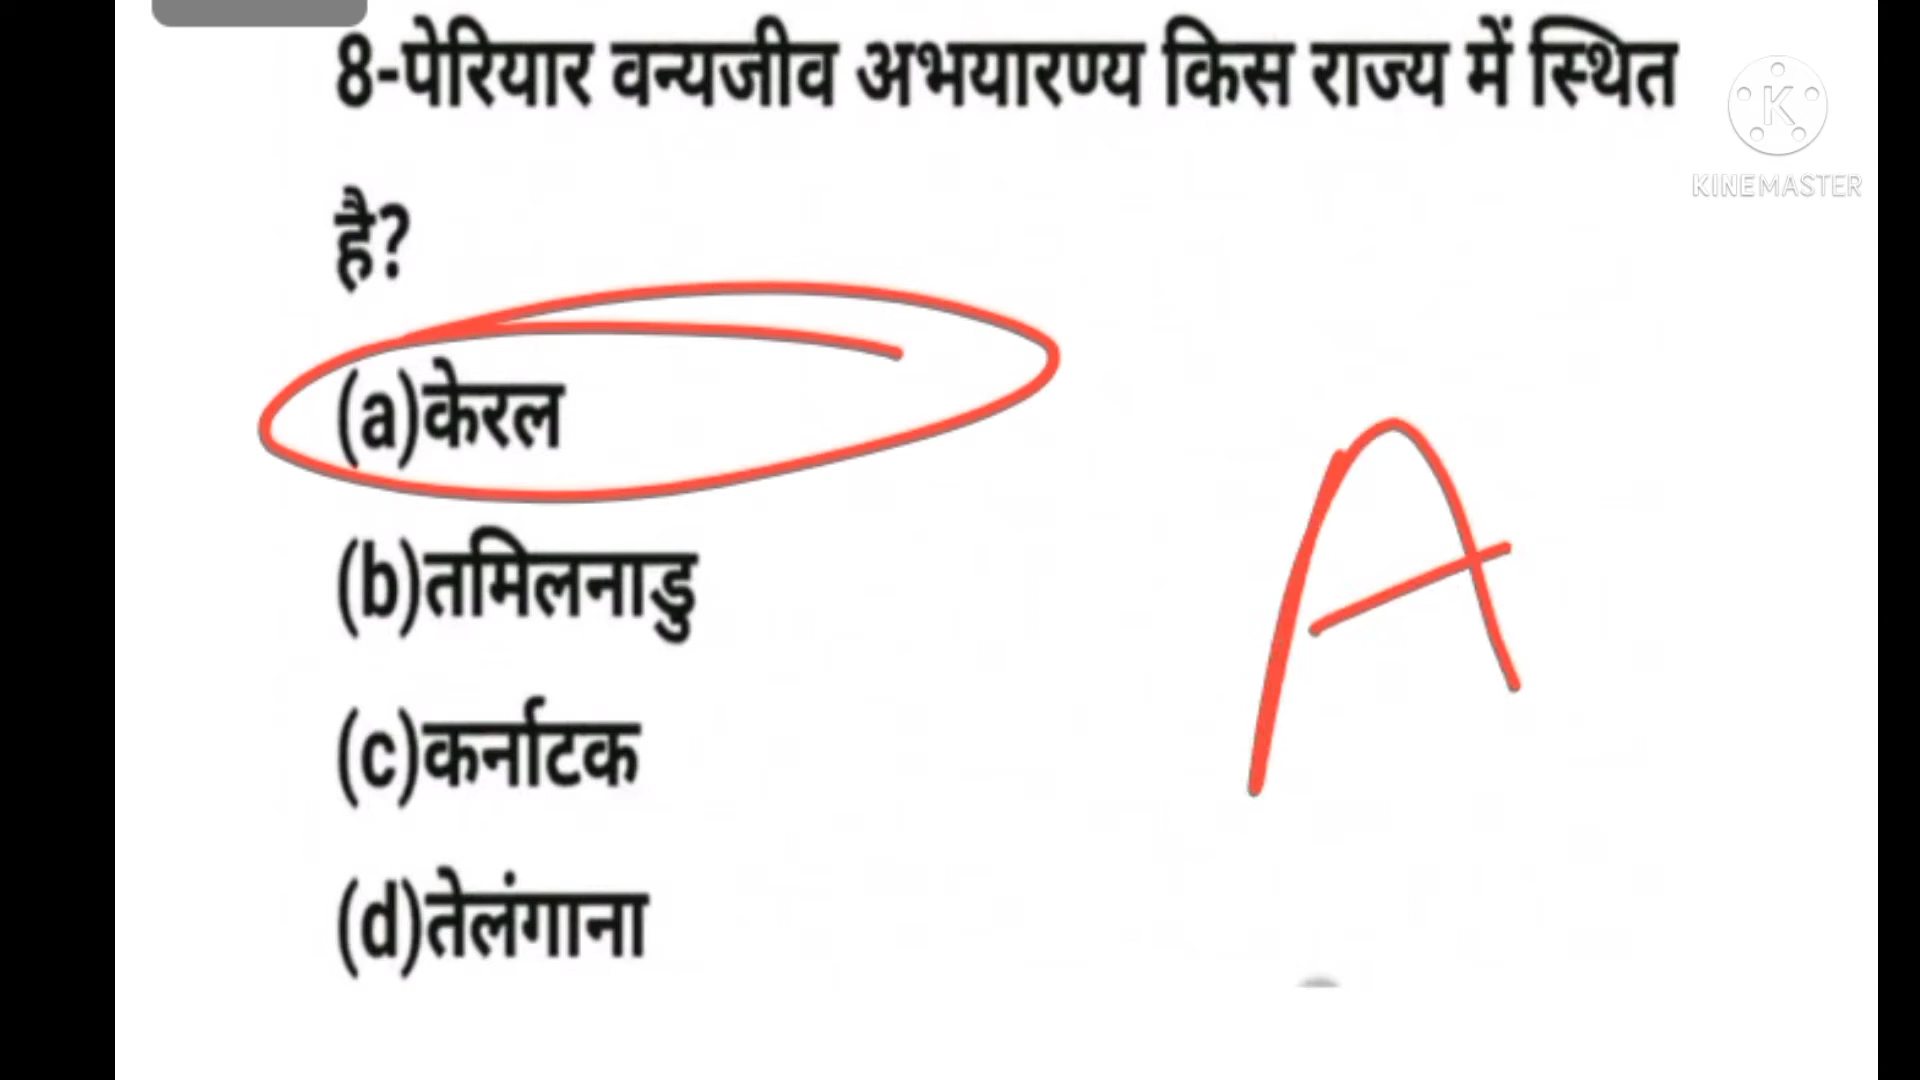 8-पेरियार वन्यजीव अभयारण्य किस राज्य में स्थित
है?
(a)केरल
(b)तमिलनाडु
(c)कर्नाटक
(d)तेलंगाना
A
K
KINEMASTER